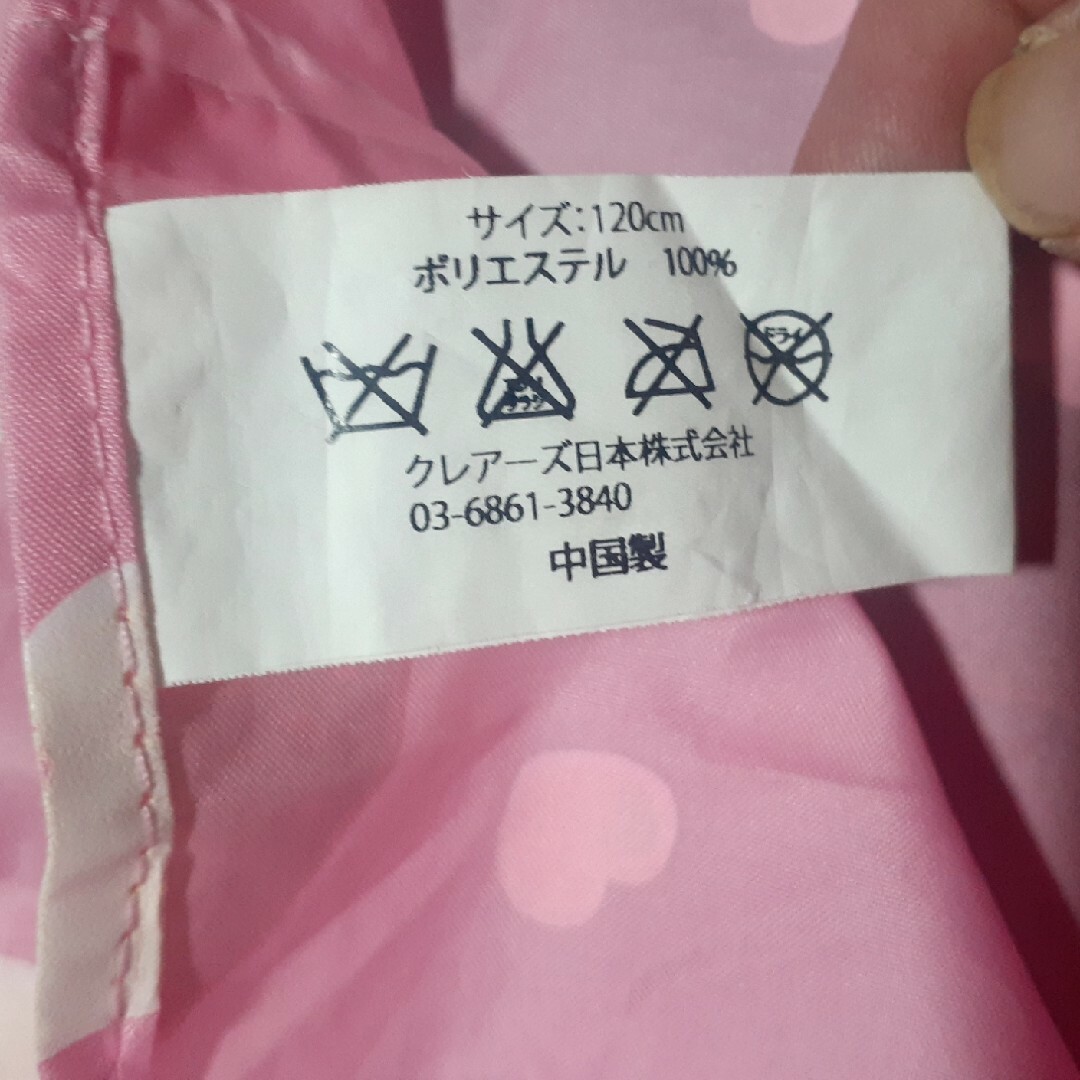 サイズ：120cm
ポリエステル 100%
ドライ
クレアーズ日本株式会社
03-6861-3840
中国製